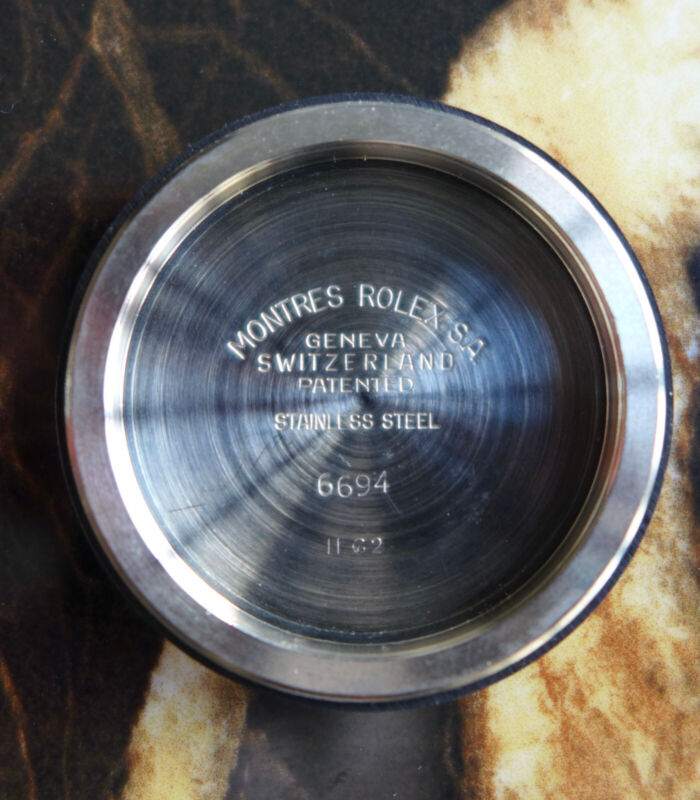 MONTRES ROLEX S.A.
GENEVA
SWITZERLAND
PATENTED
STAINLESS STEEL
6694
II 62